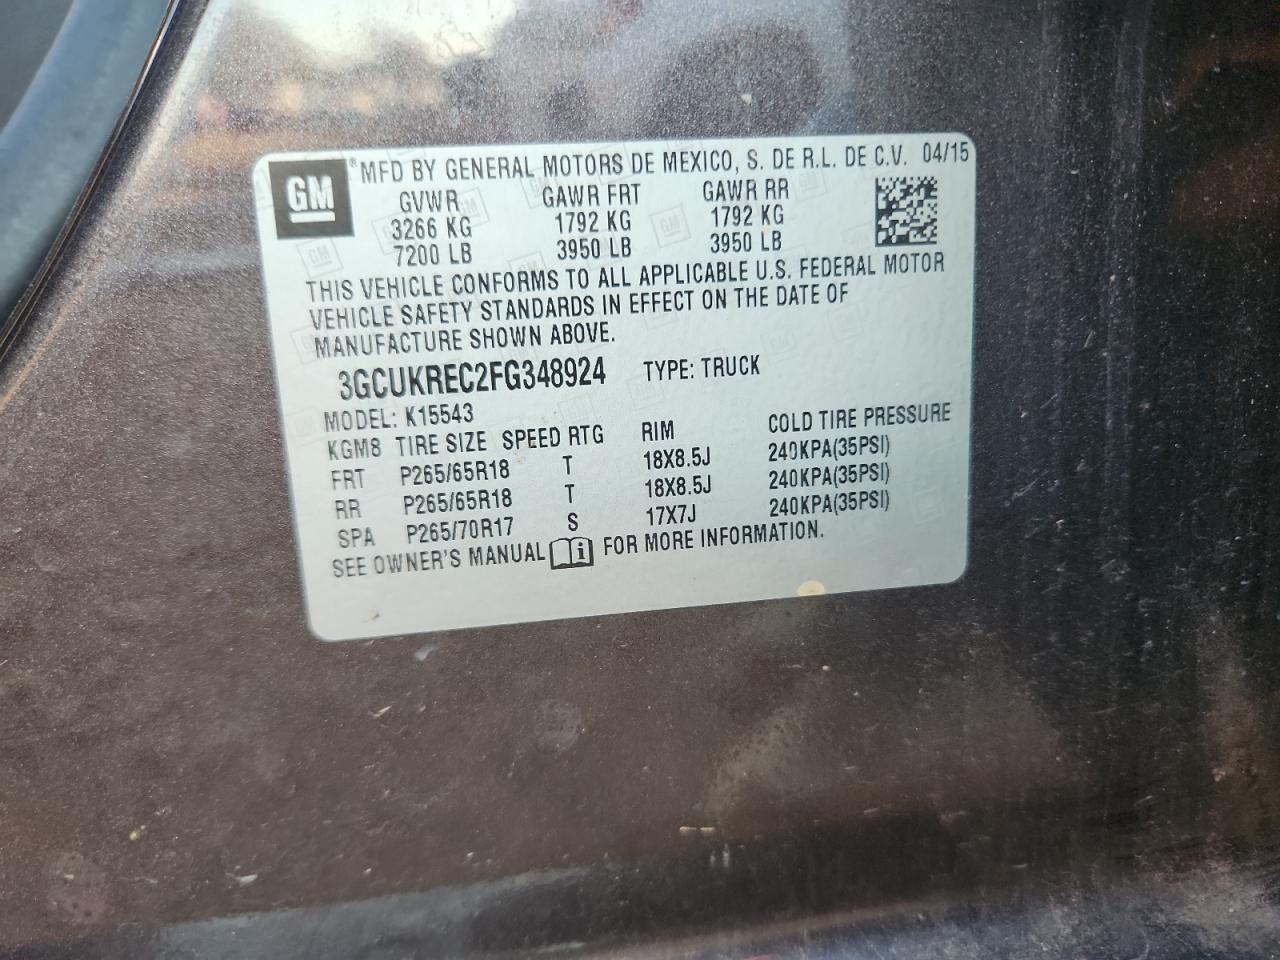 GM ® MFD BY GENERAL MOTORS DE MEXICO, S. DE R.L. DE C.V. 04/15
GVWR GAWR FRT GAWR RR
3266 KG 1792 KG 1792 KG
7200 LB 3950 LB 3950 LB
THIS VEHICLE CONFORMS TO ALL APPLICABLE U.S. FEDERAL MOTOR
VEHICLE SAFETY STANDARDS IN EFFECT ON THE DATE OF
MANUFACTURE SHOWN ABOVE.
3GCUKREC2FG348924 TYPE: TRUCK
MODEL: K15543
KGM8 TIRE SIZE SPEED RTG RIM COLD TIRE PRESSURE
FRT P265/65R18 T 18X8.5J 240KPA(35PSI)
RR P265/65R18 T 18X8.5J 240KPA(35PSI)
SPA P265/70R17 S 17X7J 240KPA(35PSI)
SEE OWNER'S MANUAL FOR MORE INFORMATION.